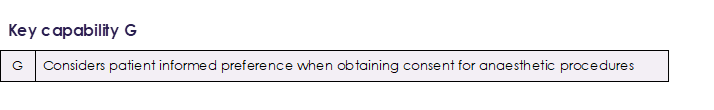 Key capability G
G Considers patient informed preference when obtaining consent for anaesthetic procedures